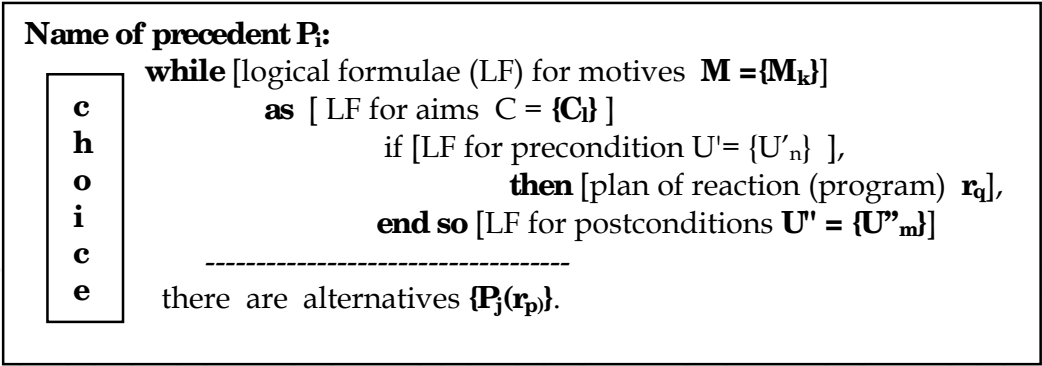 Name of precedent Pi:
while [logical formulae (LF) for motives M ={Mk}]
as [ LF for aims C = {Cl} ]
if [LF for precondition U'= {U’n} ],
then [plan of reaction (program) rq],
end so [LF for postconditions U" = {U”m}]
------------------------------------
there are alternatives {Pj(rp)}.
c
h
o
i
c
e